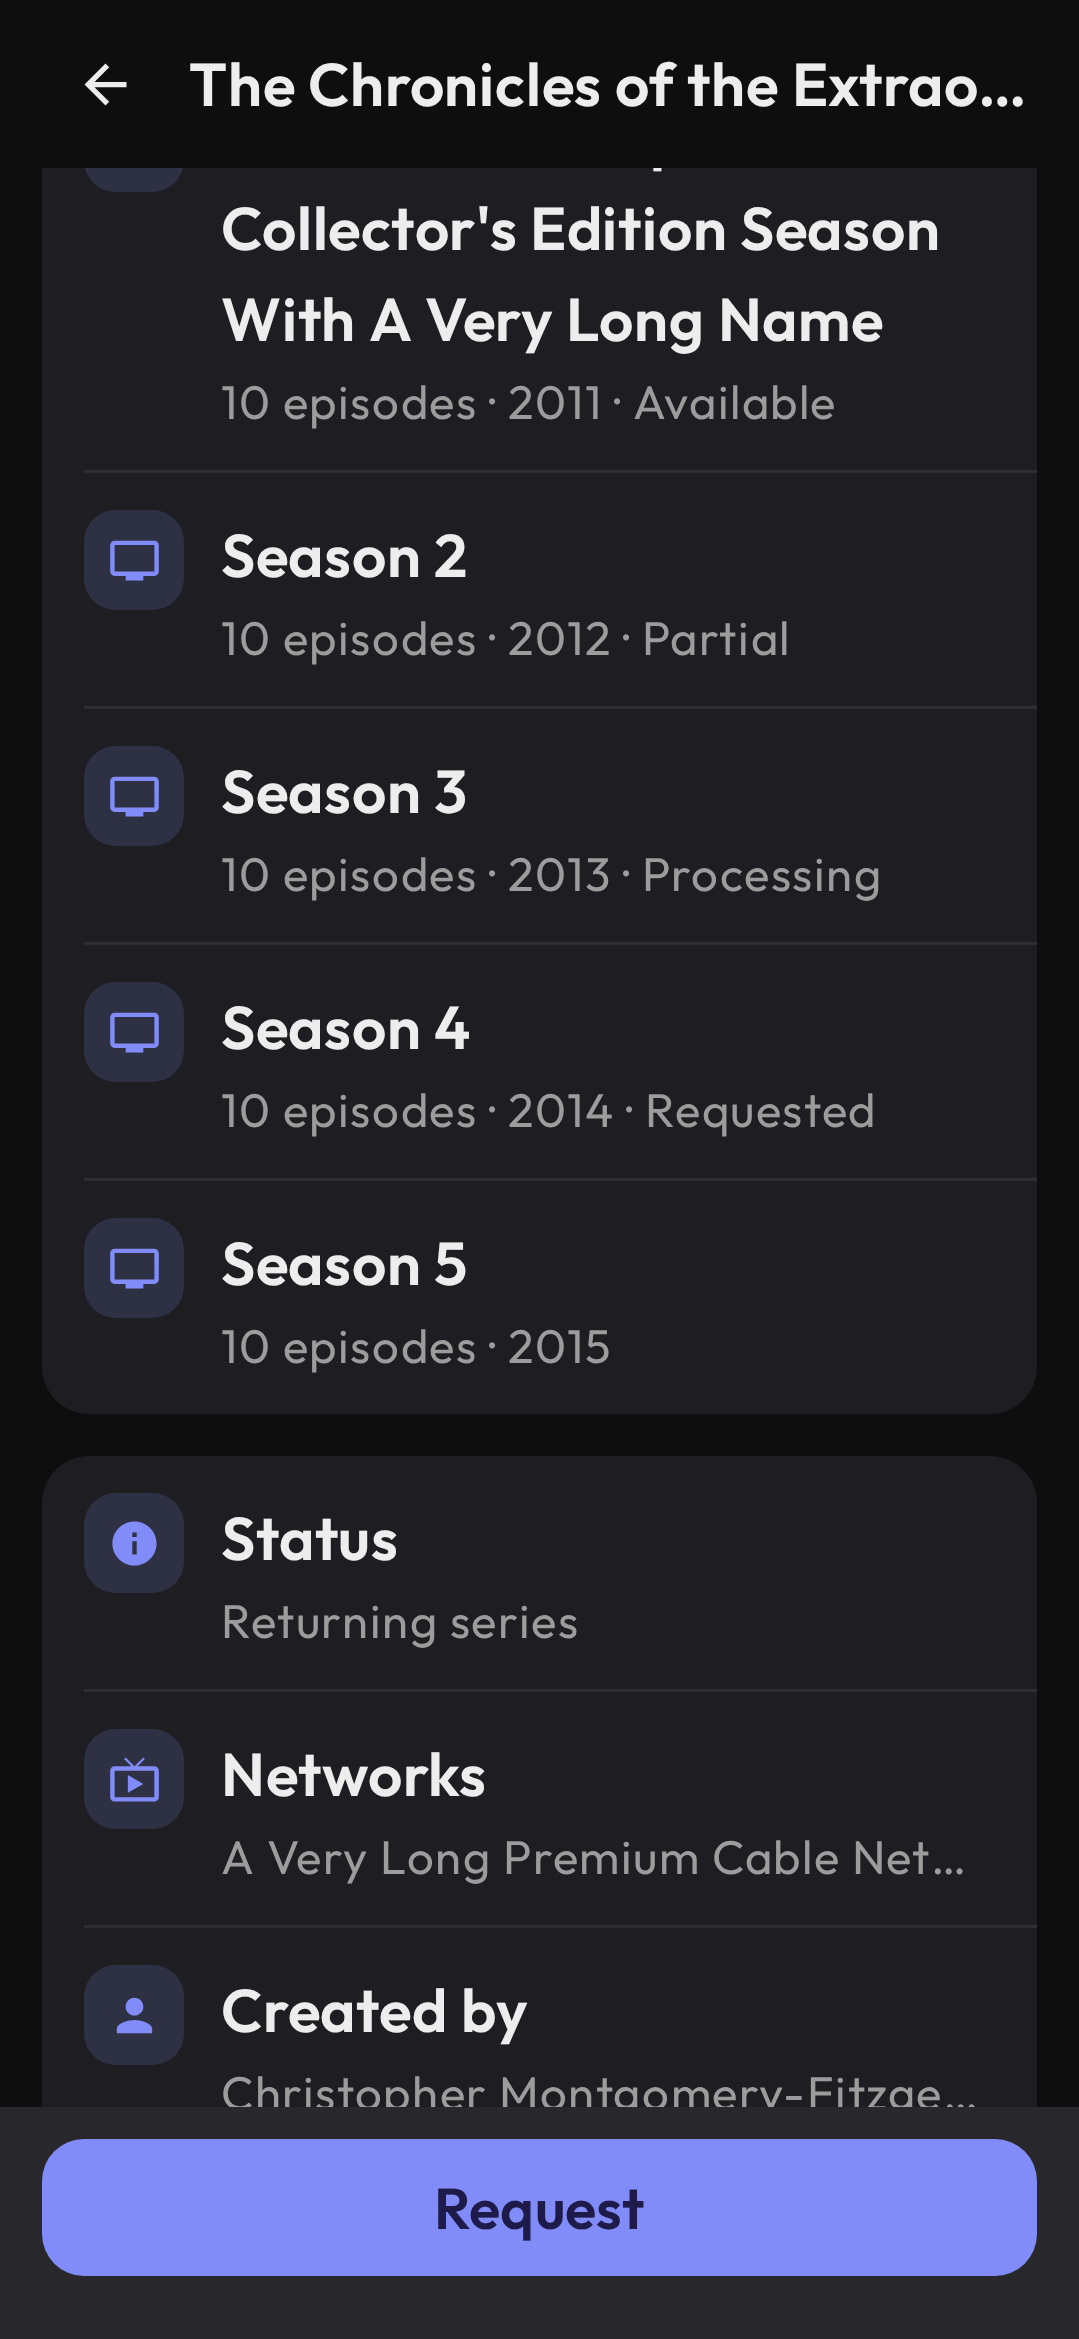 The Chronicles of the Extrao...
Collector's Edition Season
With A Very Long Name
10 episodes · 2011 · Available
Season 2
10 episodes · 2012 · Partial
Season 3
10 episodes · 2013 · Processing
Season 4
10 episodes · 2014 · Requested
Season 5
10 episodes · 2015
Status
Returning series
Networks
A Very Long Premium Cable Net...
Created by
Christopher Montgomery-Fitzge...
Request